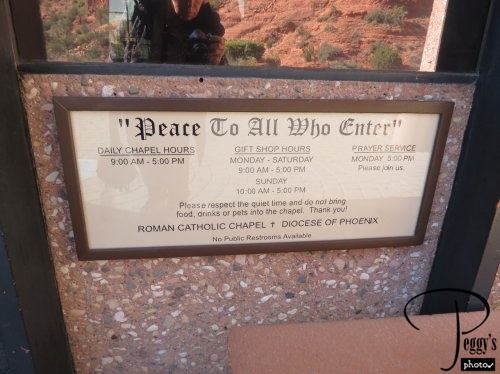 "Peace To All Who Enter"
DAILY CHAPEL HOURS
9:00 AM - 5:00 PM
GIFT SHOP HOURS
MONDAY - SATURDAY
9:00 AM - 5:00 PM
SUNDAY
10:00 AM - 5:00 PM
PRAYER SERVICE
MONDAY 5:00 PM
Please join us.
Please respect the quiet time and do not bring
food, drinks or pets into the chapel. Thank you!
ROMAN CATHOLIC CHAPEL ✝ DIOCESE OF PHOENIX
No Public Restrooms Available
Peggy's
photos